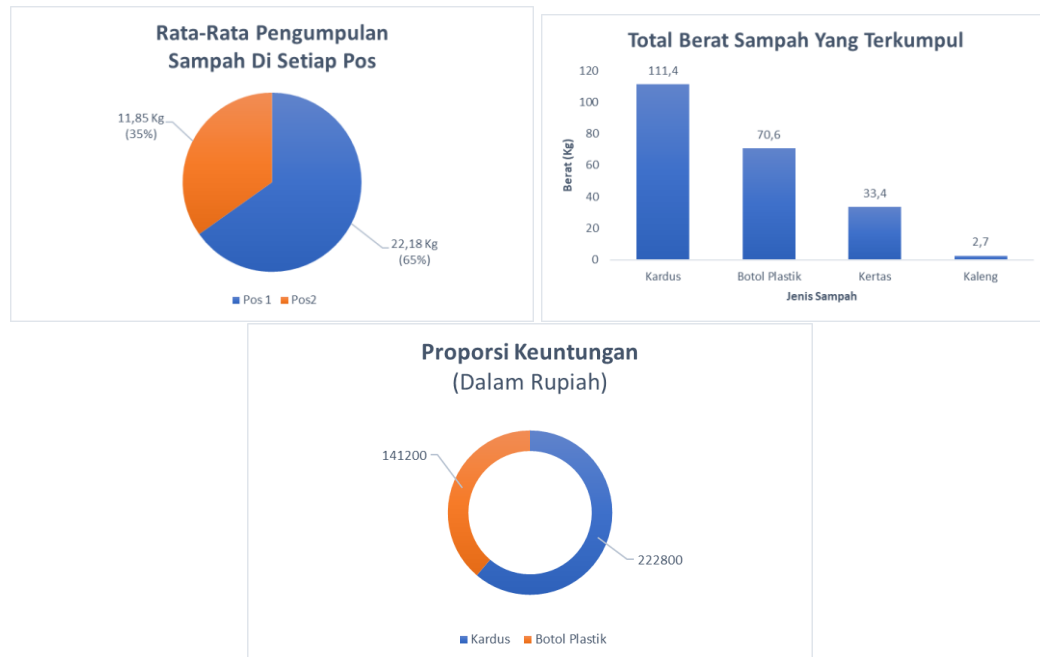 Rata-Rata Pengumpulan
Sampah Di Setiap Pos
11,85 Kg
(35%)
22,18 Kg
(65%)
Pos 1 Pos2
Total Berat Sampah Yang Terkumpul
Berat (Kg)
120
100
80
60
40
20
0
111,4
70,6
33,4
2,7
Kardus Botol Plastik Kertas Kaleng
Jenis Sampah
Proporsi Keuntungan
(Dalam Rupiah)
141200
222800
Kardus Botol Plastik